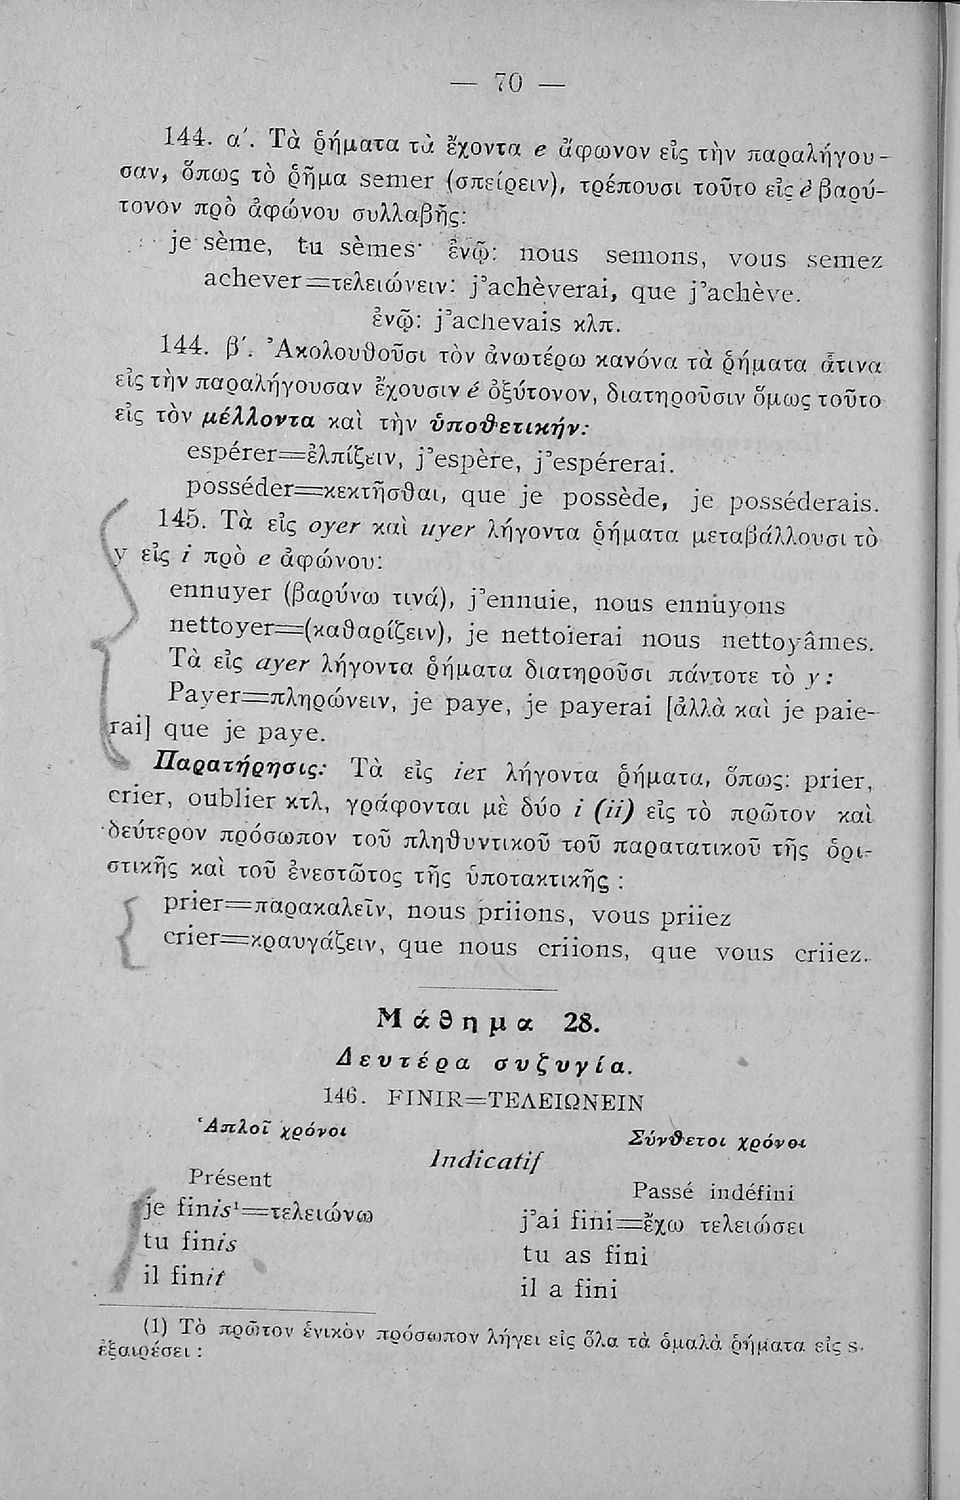 — 70 —
144. α'. Τὰ ῥήματα τὰ ἔχοντα e ἄφωνον εἰς τὴν παραλήγου-
σαν, ὅπως τὸ ῥῆμα semer (σπείρειν), τρέπουσι τοῦτο εἰς è βαρύ-
τονον πρὸ ἀφώνου συλλαβῆς:
je sème, tu sèmes· ἐνῷ: nous semons, vous semez
achever=τελειώνειν: j'achèverai, que j'achève.
ἐνῷ: j'achevais κλπ.
144. β'. Ἀκολουθοῦσι τὸν ἀνωτέρω κανόνα τὰ ῥήματα ἅτινα
εἰς τὴν παραλήγουσαν ἔχουσιν é ὀξύτονον, διατηροῦσιν ὅμως τοῦτο
εἰς τὸν μέλλοντα καὶ τὴν ὑποθετικήν:
espérer=ἐλπίζειν, j'espère, j'espérerai.
posséder=κεκτῆσθαι, que je possède, je posséderais.
145. Τὰ εἰς oyer καὶ uyer λήγοντα ῥήματα μεταβάλλουσι τὸ
y εἰς i πρὸ e ἀφώνου:
ennuyer (βαρύνω τινά), j'ennuie, nous ennuyons
nettoyer=(καθαρίζειν), je nettoierai nous nettoyâmes.
Τὰ εἰς ayer λήγοντα ῥήματα διατηροῦσι πάντοτε τὸ y:
Payer=πληρώνειν, je paye, je payerai [ἀλλὰ καὶ je paie-
rai] que je paye.
Παρατήρησις: Τὰ εἰς ier λήγοντα ῥήματα, ὅπως: prier,
crier, oublier κτλ, γράφονται μὲ δύο i (ii) εἰς τὸ πρῶτον καὶ
δεύτερον πρόσωπον τοῦ πληθυντικοῦ τοῦ παρατατικοῦ τῆς ὁρι-
στικῆς καὶ τοῦ ἐνεστῶτος τῆς ὑποτακτικῆς :
prier=παρακαλεῖν, nous priions, vous priiez
crier=κραυγάζειν, que nous criions, que vous criiez.
Μάθημα 28.
Δευτέρα συζυγία.
146. FINIR=ΤΕΛΕΙΩΝΕΙΝ
Ἁπλοῖ χρόνοι
Σύνθετοι χρόνοι
Indicatif
Présent
je finis¹=τελειώνω
tu finis
il finit
Passé indéfini
j'ai fini=ἔχω τελειώσει
tu as fini
il a fini
(1) Τὸ πρῶτον ἑνικὸν πρόσωπον λήγει εἰς ὅλα τὰ ὁμαλὰ ῥήματα εἰς s.
ἐξαιρέσει :